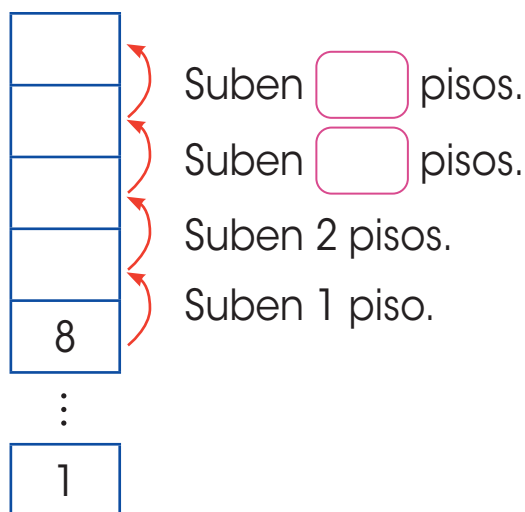 Suben pisos.
Suben pisos.
Suben 2 pisos.
Suben 1 piso.
8
⋮
1